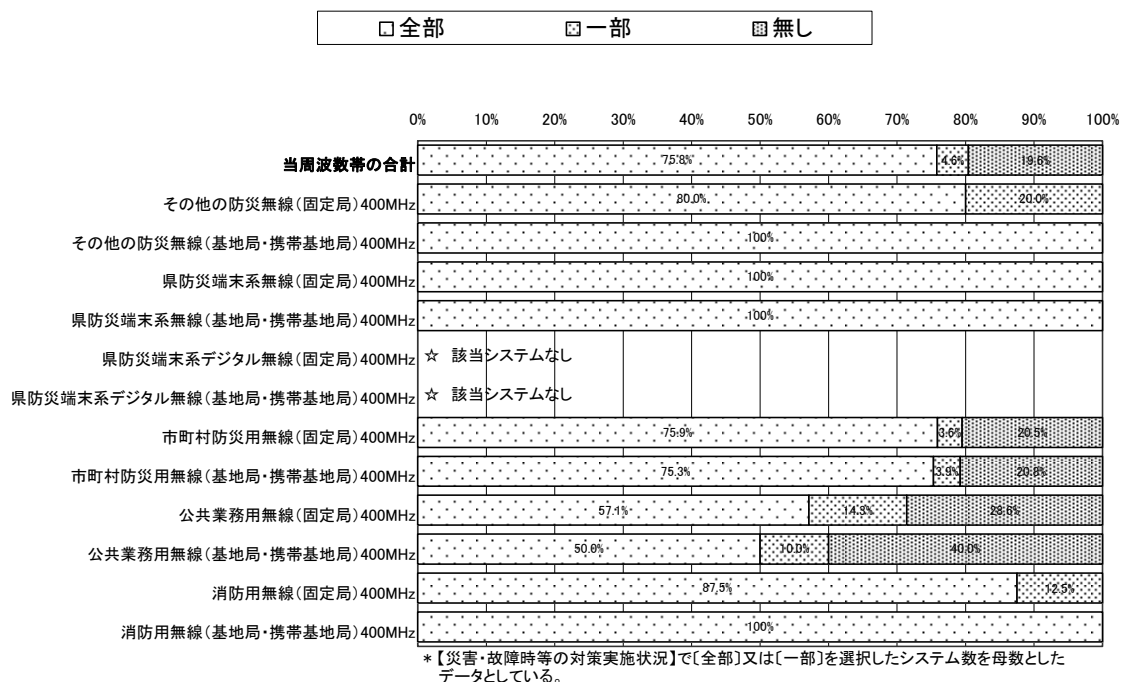 全部 一部 無し
0% 10% 20% 30% 40% 50% 60% 70% 80% 90% 100%
当周波数帯の合計 75.8% 4.6% 19.6%
その他の防災無線(固定局)400MHz 80.0% 20.0%
その他の防災無線(基地局・携帯基地局)400MHz 100%
県防災端末系無線(固定局)400MHz 100%
県防災端末系無線(基地局・携帯基地局)400MHz 100%
県防災端末系デジタル無線(固定局)400MHz ☆ 該当システムなし
県防災端末系デジタル無線(基地局・携帯基地局)400MHz ☆ 該当システムなし
市町村防災用無線(固定局)400MHz 75.9% 3.6% 20.5%
市町村防災用無線(基地局・携帯基地局)400MHz 75.3% 3.9% 20.8%
公共業務用無線(固定局)400MHz 57.1% 14.3% 28.6%
公共業務用無線(基地局・携帯基地局)400MHz 50.0% 10.0% 40.0%
消防用無線(固定局)400MHz 87.5% 12.5%
消防用無線(基地局・携帯基地局)400MHz 100%
*【災害・故障時等の対策実施状況】で〔全部〕又は〔一部〕を選択したシステム数を母数とした
データとしている。